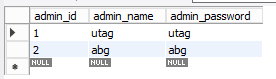 admin_id admin_name admin_password
1 utag utag
2 abg abg
NULL NULL NULL